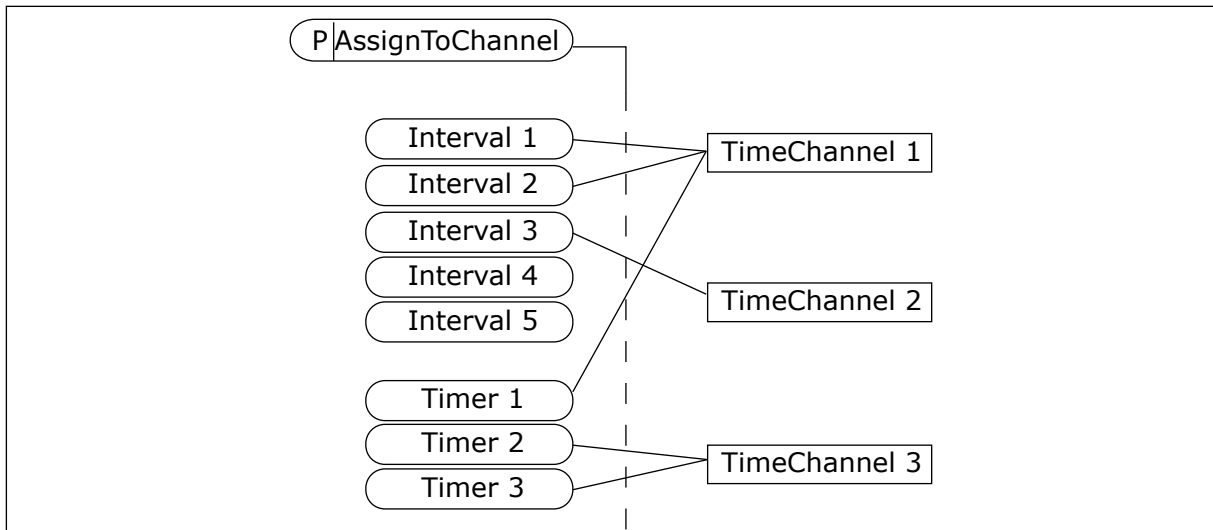 P AssignToChannel
Interval 1
TimeChannel 1
Interval 2
Interval 3
Interval 4
TimeChannel 2
Interval 5
Timer 1
Timer 2
TimeChannel 3
Timer 3